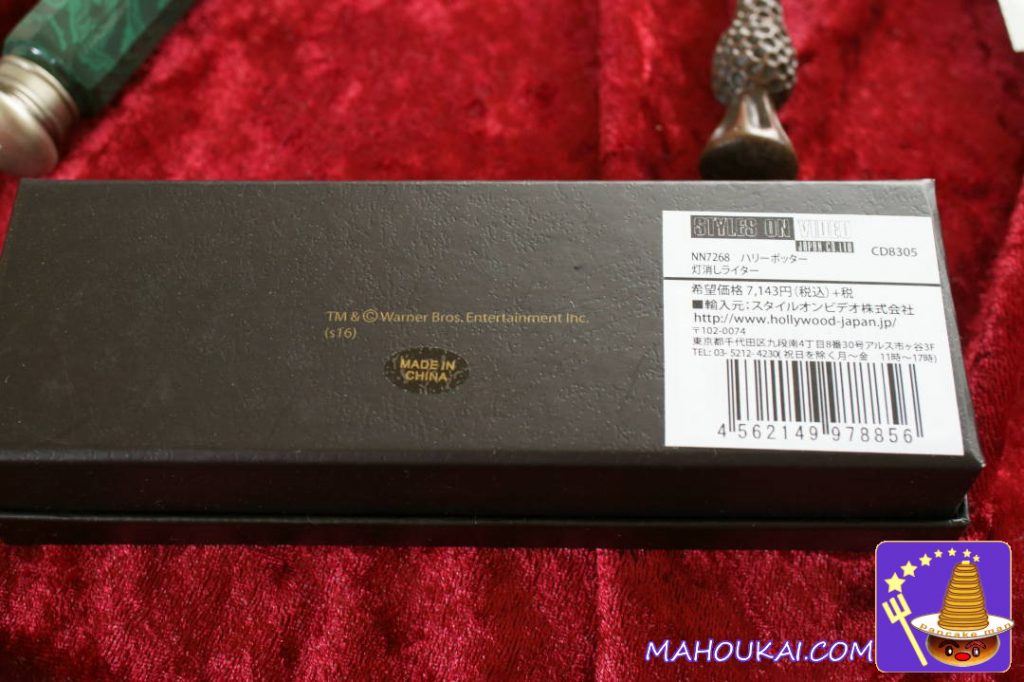 STYLES ON VIDEO
JAPAN CO.,LTD
CDB305
NN7268 ハリーポッター
灯消しライター
希望価格 7,143円(税込)+税
■輸入元:スタイルオンビデオ株式会社
http://www.hollywood-japan.jp/
〒102-0074
東京都千代田区九段南4丁目8番30号アルス市ヶ谷3F
TEL: 03-5212-4230( 祝日を除く月～金 11時～17時)
4 562149 978856
TM & ©Warner Bros. Entertainment Inc.
(s16)
MADE IN
CHINA
MAHOUKAI.COM
pancake man